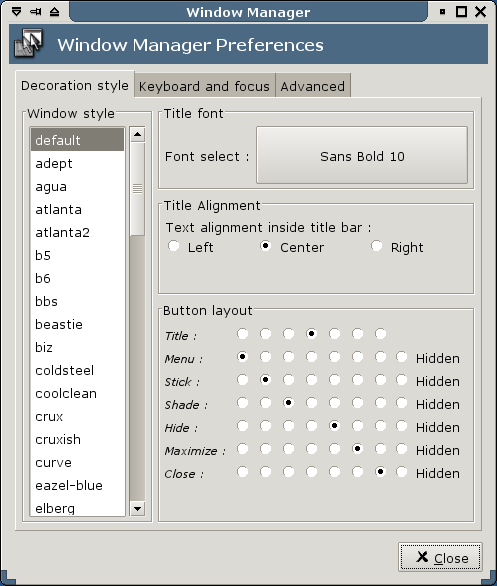 Window Manager
Window Manager Preferences
Decoration style
Keyboard and focus
Advanced
Window style
default
adept
agua
atlanta
atlanta2
b5
b6
bbs
beastie
biz
coldsteel
coolclean
crux
cruxish
curve
eazel-blue
elberg
Title font
Font select :
Sans Bold 10
Title Alignment
Text alignment inside title bar :
Left
Center
Right
Button layout
Title :
Menu : Hidden
Stick : Hidden
Shade : Hidden
Hide : Hidden
Maximize : Hidden
Close : Hidden
Close